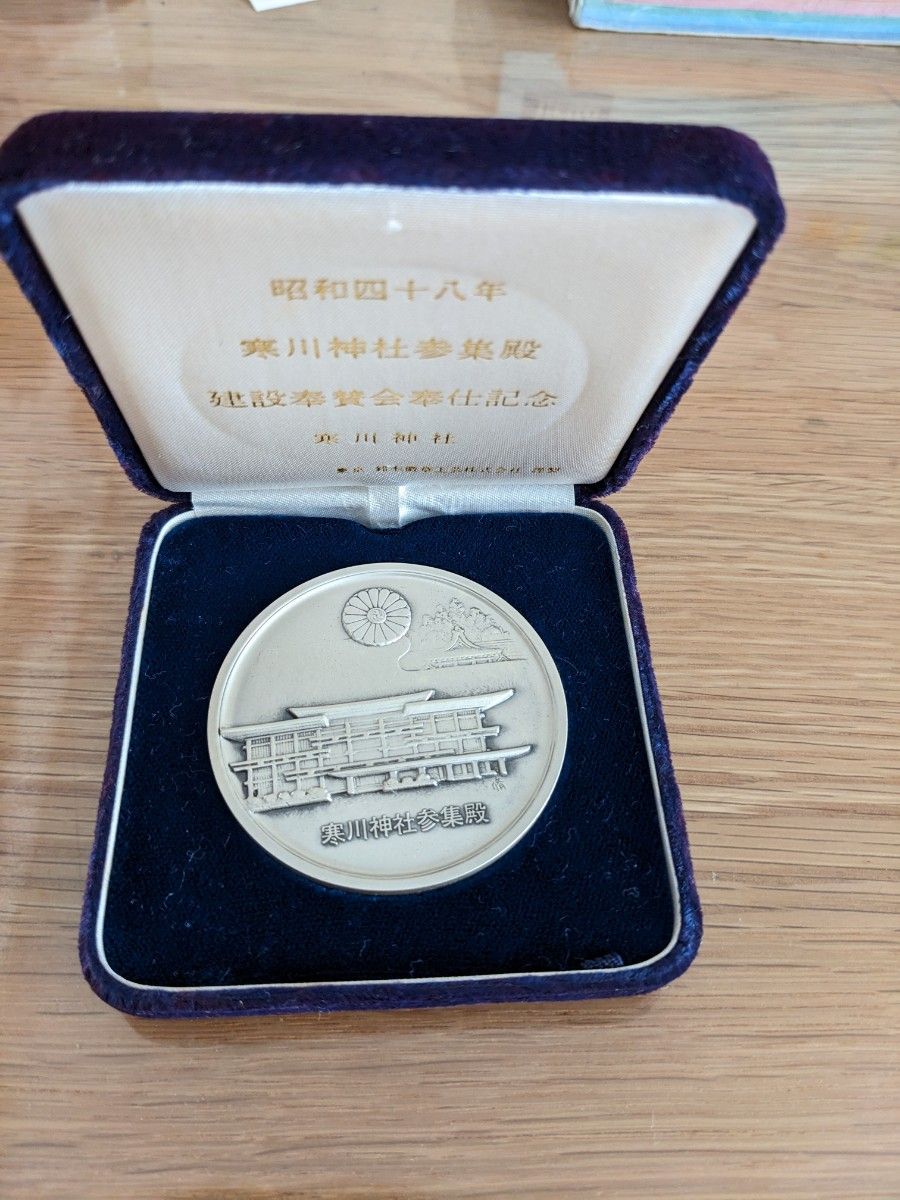 昭和四十八年
寒川神社参集殿
建設奉賛会奉仕記念
寒川神社
寒川神社参集殿